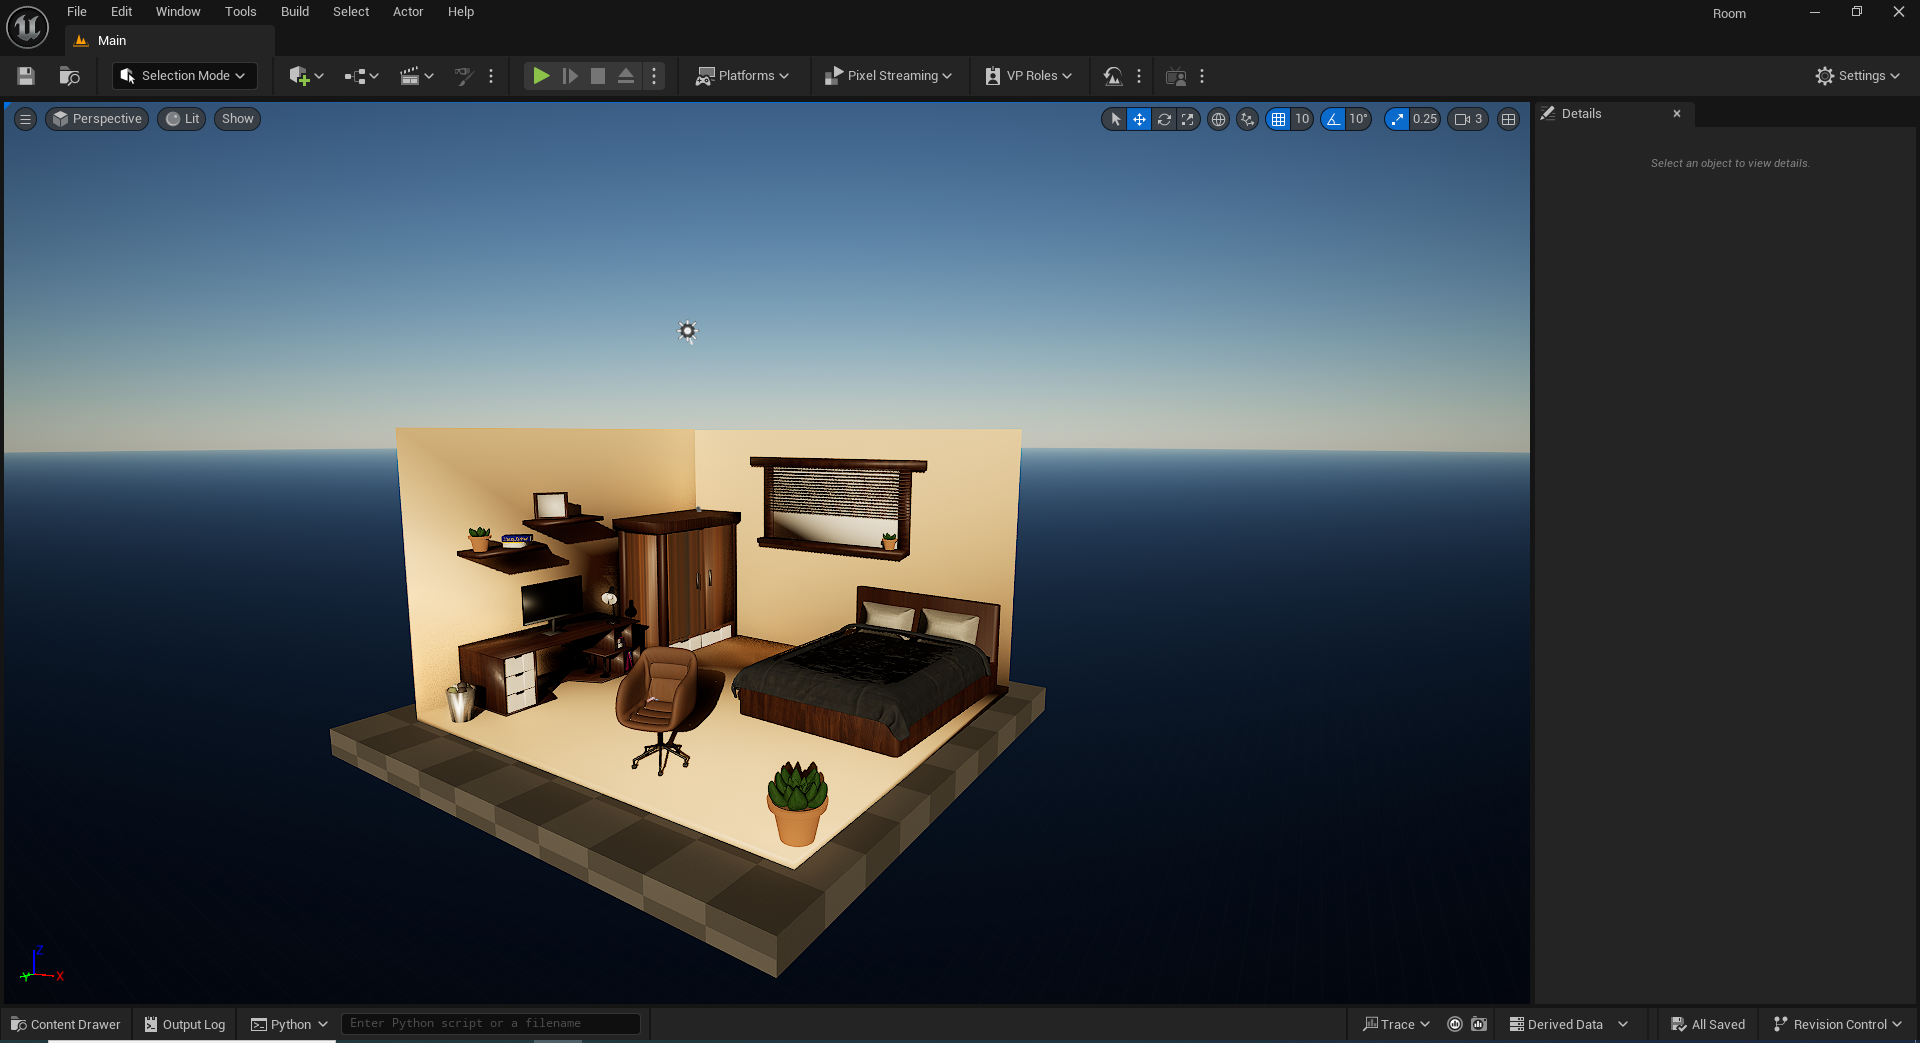 File Edit Window Tools Build Select Actor Help
Room
Main
Selection Mode
Platforms
Pixel Streaming
VP Roles
Settings
Perspective
Lit
Show
10
10°
0.25
3
Details
Select an object to view details.
Z
X
Y
Content Drawer
Output Log
Python
Enter Python script or a filename
Trace
Derived Data
All Saved
Revision Control